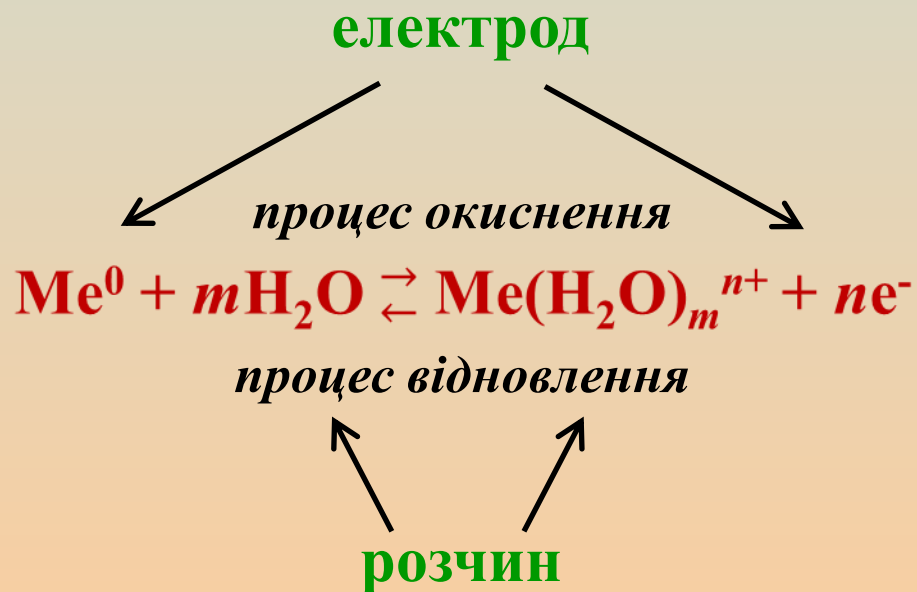 електрод
процес окиснення
Me⁰ + mH₂O ⇄ Me(H₂O)ₘⁿ⁺ + ne⁻
процес відновлення
розчин